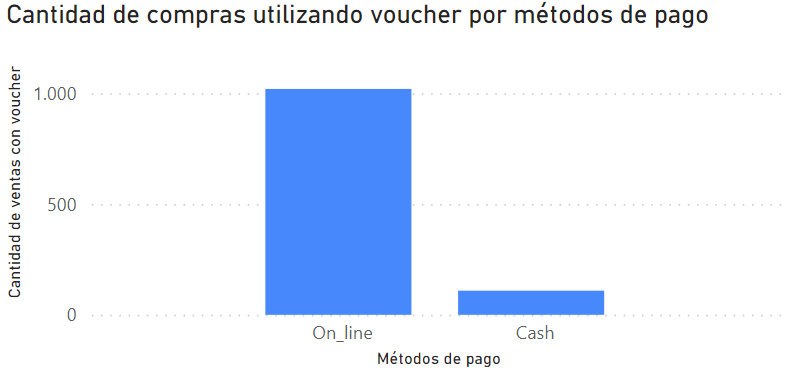 Cantidad de compras utilizando voucher por métodos de pago
Cantidad de ventas con voucher
1.000
500
0
On_line
Cash
Métodos de pago